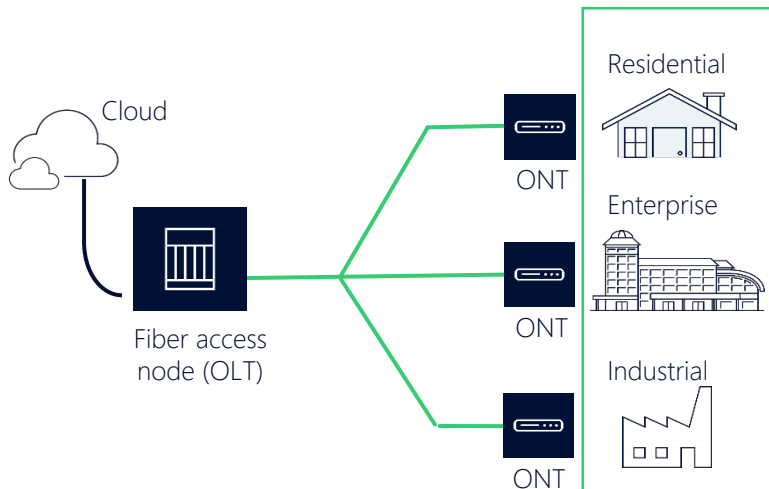 Cloud
Fiber access
node (OLT)
ONT
ONT
ONT
Residential
Enterprise
Industrial